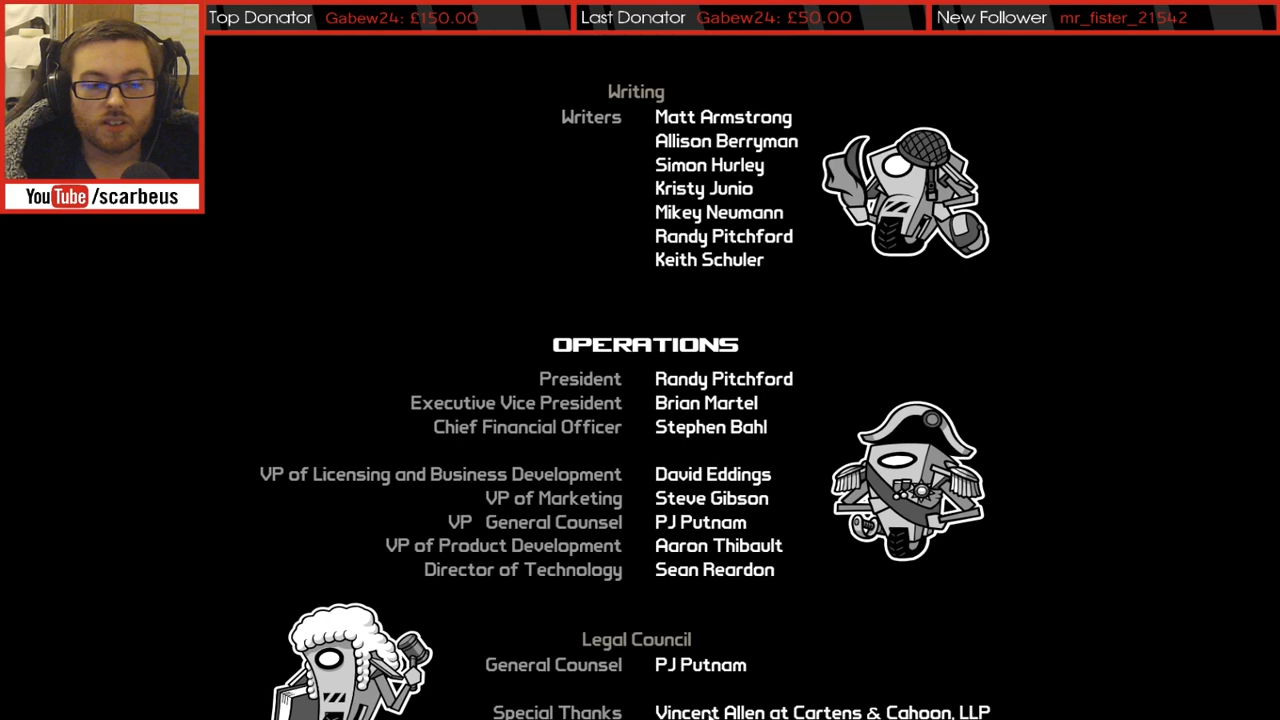 Top Donator Gabew24: £150.00 Last Donator Gabew24: £50.00 New Follower mr_fister_21542
YouTube /scarbeus
Writing
Writers Matt Armstrong
Allison Berryman
Simon Hurley
Kristy Junio
Mikey Neumann
Randy Pitchford
Keith Schuler
OPERATIONS
President Randy Pitchford
Executive Vice President Brian Martel
Chief Financial Officer Stephen Bahl
VP of Licensing and Business Development David Eddings
VP of Marketing Steve Gibson
VP General Counsel PJ Putnam
VP of Product Development Aaron Thibault
Director of Technology Sean Reardon
Legal Council
General Counsel PJ Putnam
Special Thanks Vincent Allen at Cartens & Cahoon, LLP